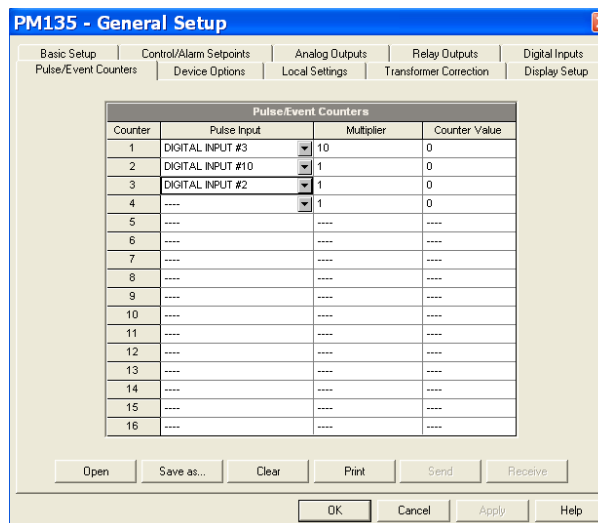 PM135 - General Setup
Basic Setup Control/Alarm Setpoints Analog Outputs Relay Outputs Digital Inputs
Pulse/Event Counters Device Options Local Settings Transformer Correction Display Setup
Pulse/Event Counters
Counter Pulse Input Multiplier Counter Value
1 DIGITAL INPUT #3 10 0
2 DIGITAL INPUT #10 1 0
3 DIGITAL INPUT #2 1 0
4 ---- 1 0
5 ---- ---- ----
6 ---- ---- ----
7 ---- ---- ----
8 ---- ---- ----
9 ---- ---- ----
10 ---- ---- ----
11 ---- ---- ----
12 ---- ---- ----
13 ---- ---- ----
14 ---- ---- ----
15 ---- ---- ----
16 ---- ---- ----
Open Save as... Clear Print Send Receive
OK Cancel Apply Help